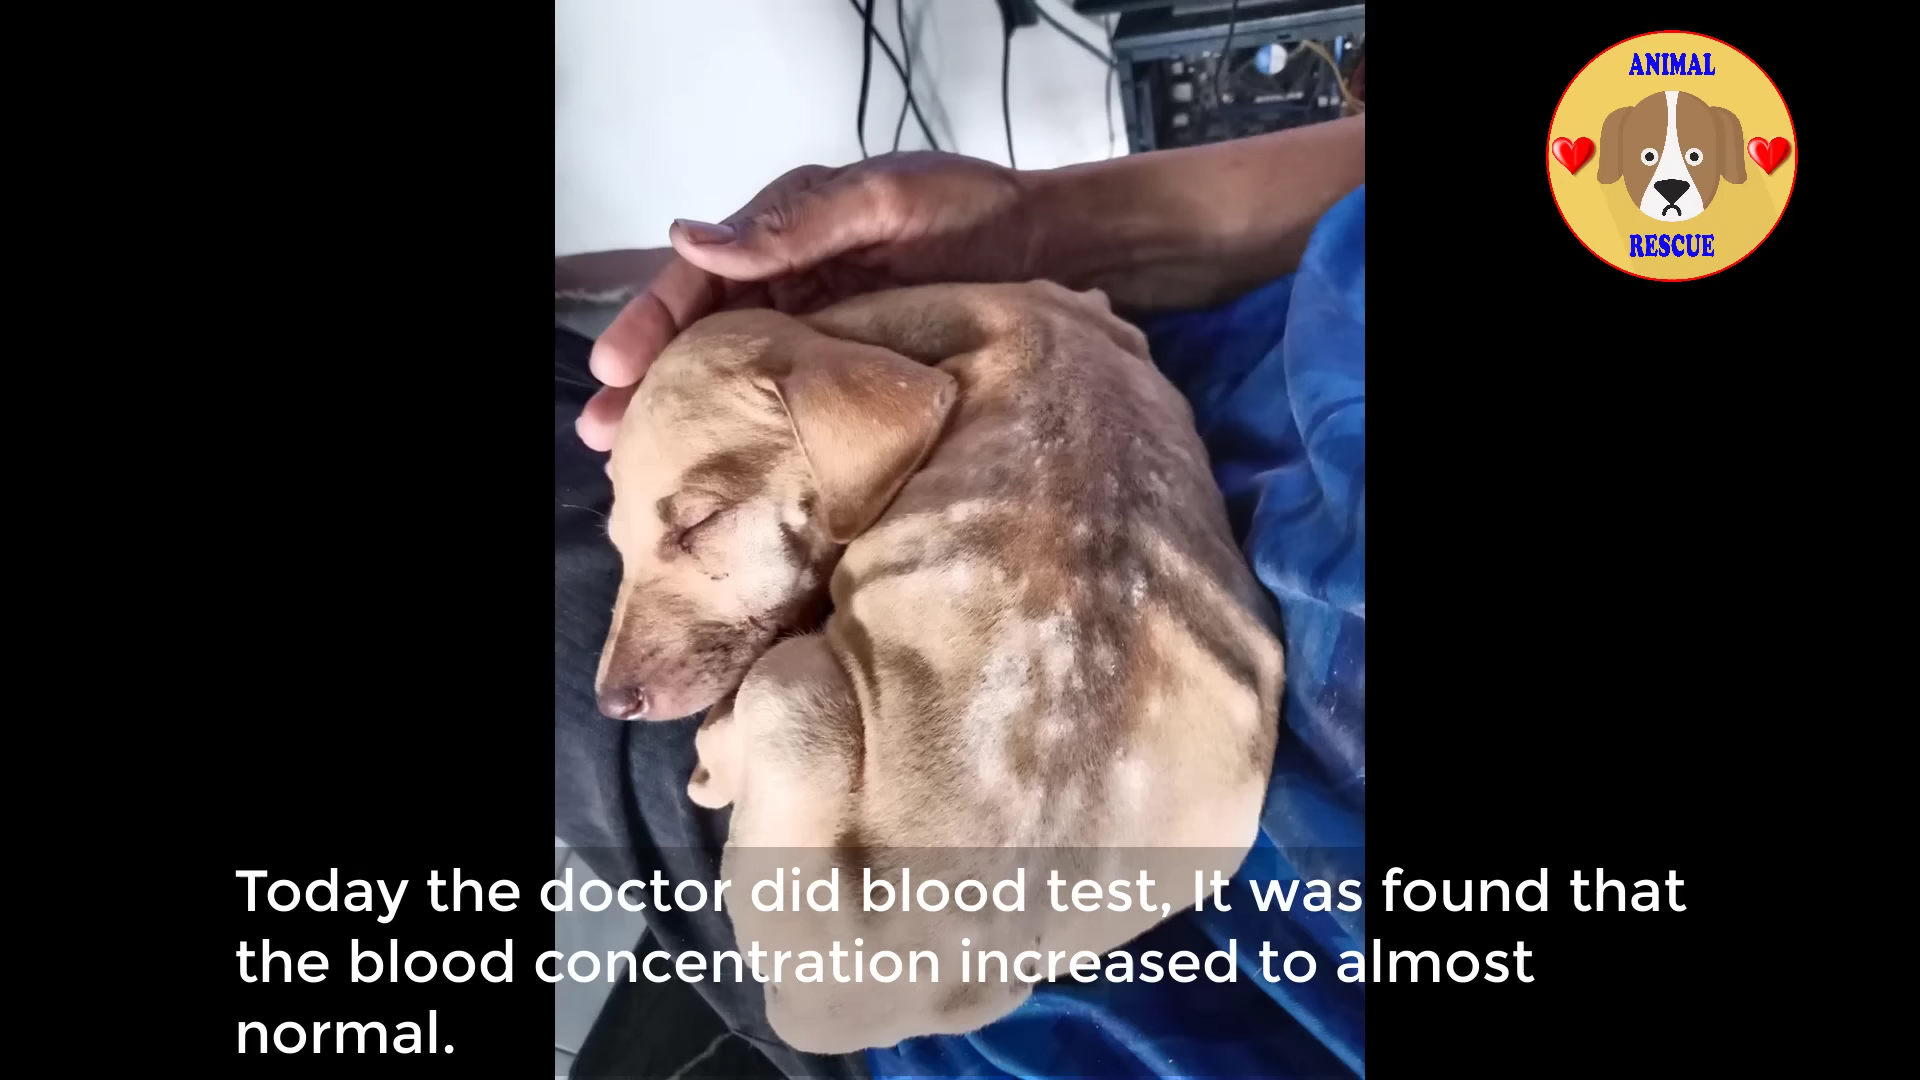 ANIMAL
RESCUE
Today the doctor did blood test, It was found that
the blood concentration increased to almost
normal.